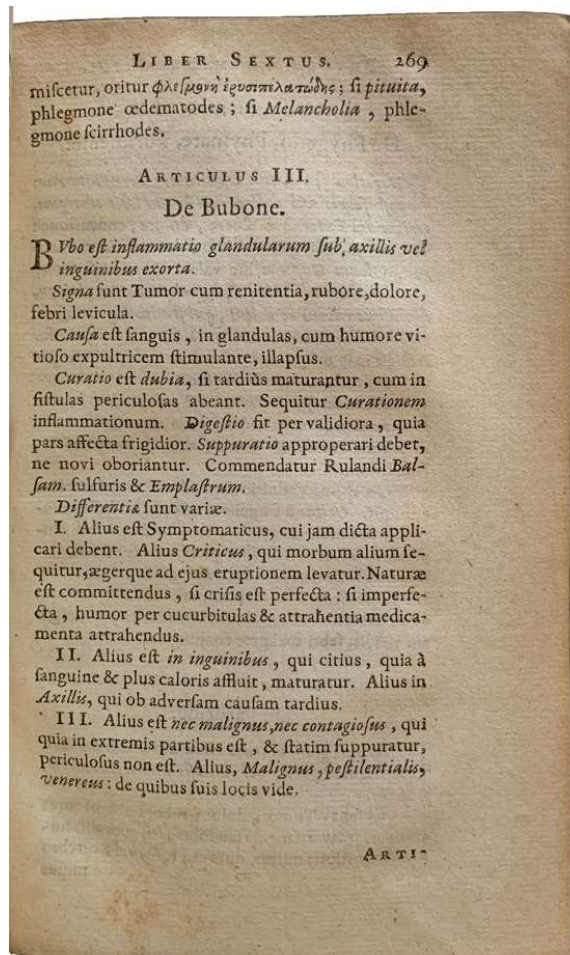 LIBER SEXTUS. 269
miſcetur, oritur φλεγμονὴ ἐρυσιπελατώδης; ſi pituita,
phlegmone œdematodes; ſi Melancholia, phle-
gmone ſcirrhodes.
ARTICULUS III.
De Bubone.
BVbo eſt inflammatio glandularum ſub axillis vel
inguinibus exorta.
Signa ſunt Tumor cum renitentia, rubore, dolore,
febri levicula.
Cauſa eſt ſanguis, in glandulas, cum humore vi-
tioſo expultricem ſtimulante, illapſus.
Curatio eſt dubia, ſi tardiùs maturantur, cum in
fiſtulas periculoſas abeant. Sequitur Curationem
inflammationum. Digeſtio fit per validiora, quia
pars affecta frigidior. Suppuratio approperari debet,
ne novi oboriantur. Commendatur Rulandi Bal-
ſam. ſulfuris & Emplaſtrum.
Differentiæ ſunt variæ.
I. Alius eſt Symptomaticus, cui jam dicta appli-
cari debent. Alius Criticus, qui morbum alium ſe-
quitur, ægerque ad ejus eruptionem levatur. Naturæ
eſt committendus, ſi criſis eſt perfecta: ſi imperfe-
cta, humor per cucurbitulas & attrahentia medica-
menta attrahendus.
II. Alius eſt in inguinibus, qui citius, quia à
ſanguine & plus caloris affluit, maturatur. Alius in
Axillis, qui ob adverſam cauſam tardius.
III. Alius eſt nec malignus, nec contagioſus, qui
quia in extremis partibus eſt, & ſtatim ſuppuratur,
periculoſus non eſt. Alius, Malignus, peſtilentialis,
venereus: de quibus ſuis locis vide.
ARTI-